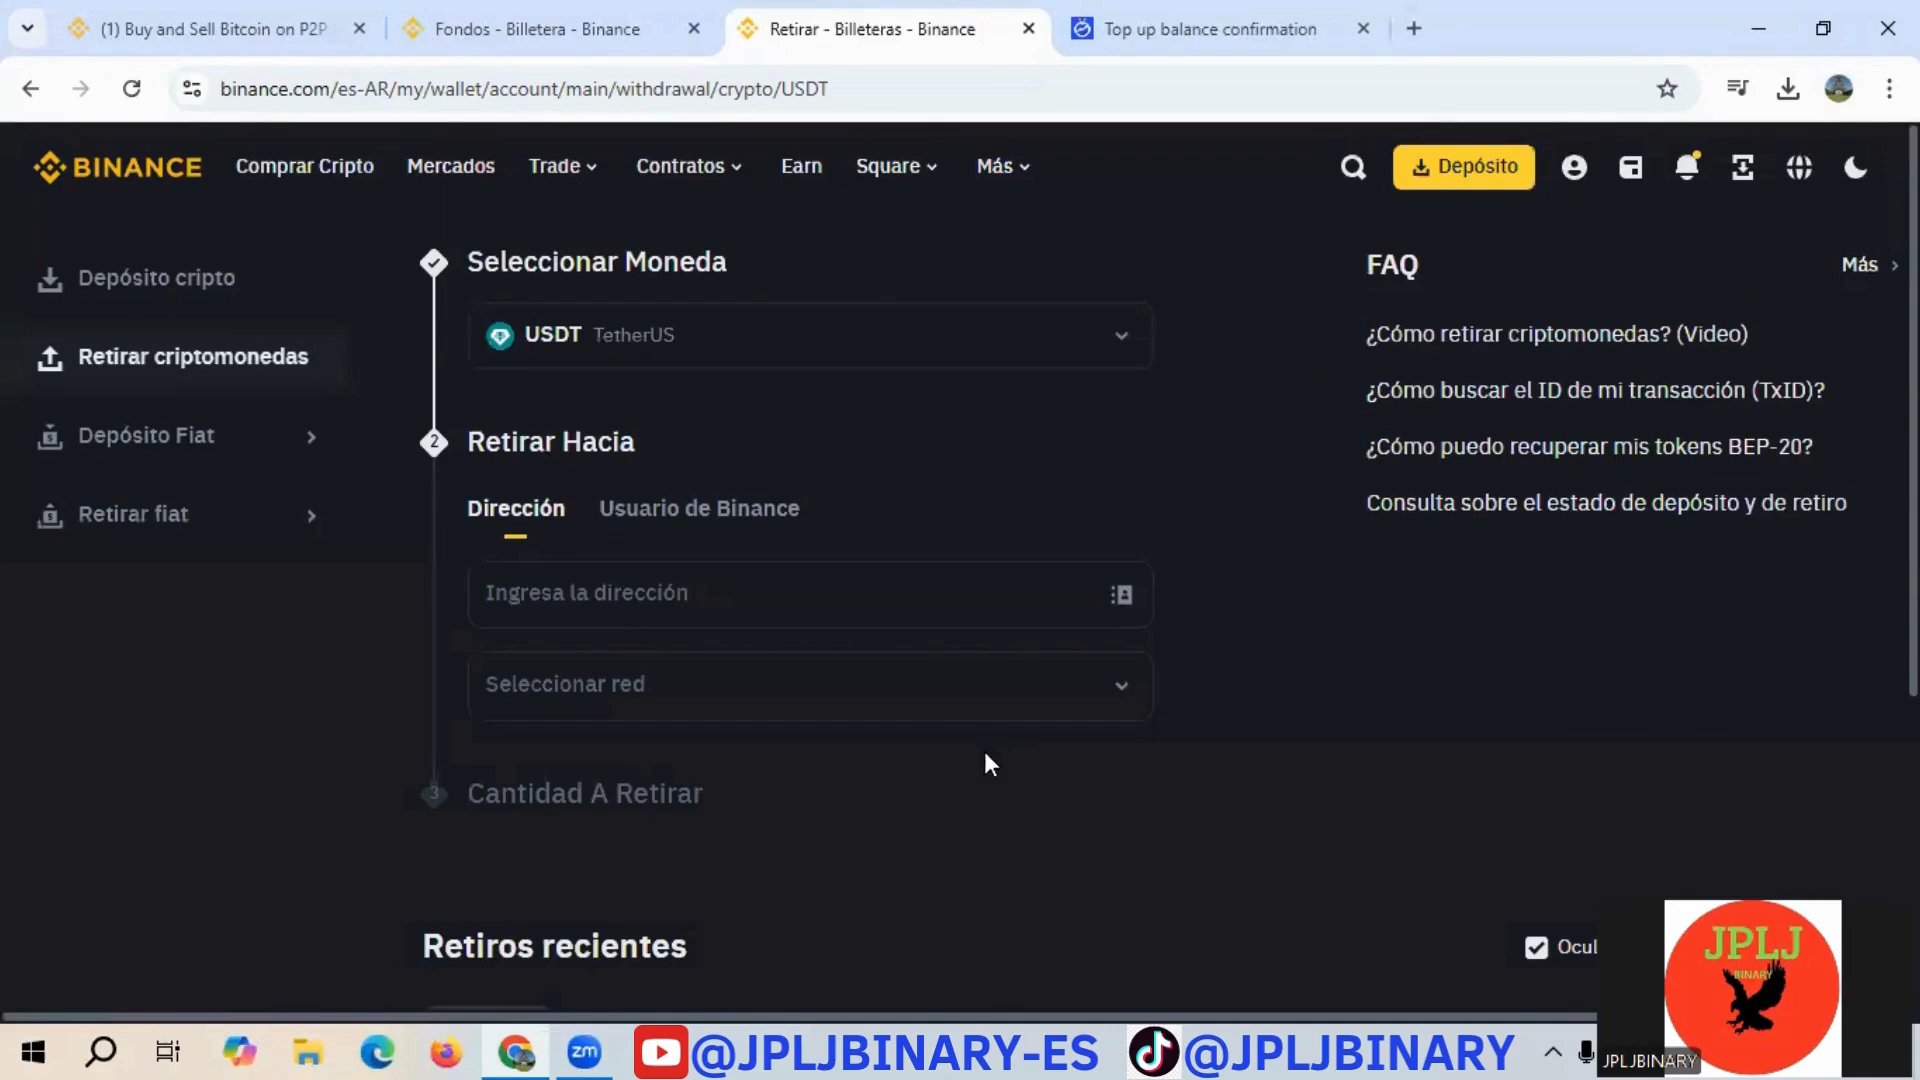 (1) Buy and Sell Bitcoin on P2P
Fondos - Billetera - Binance
Retirar - Billeteras - Binance
Top up balance confirmation
binance.com/es-AR/my/wallet/account/main/withdrawal/crypto/USDT
BINANCE
Comprar Cripto
Mercados
Trade
Contratos
Earn
Square
Más
Depósito
Depósito cripto
Retirar criptomonedas
Depósito Fiat
Retirar fiat
Seleccionar Moneda
USDT TetherUS
2
Retirar Hacia
Dirección
Usuario de Binance
Ingresa la dirección
Seleccionar red
3
Cantidad A Retirar
FAQ
Más
¿Cómo retirar criptomonedas? (Video)
¿Cómo buscar el ID de mi transacción (TxID)?
¿Cómo puedo recuperar mis tokens BEP-20?
Consulta sobre el estado de depósito y de retiro
Retiros recientes
Ocul
JPLJ
BINARY
zm
@JPLJBINARY-ES
@JPLJBINARY
JPLJBINARY